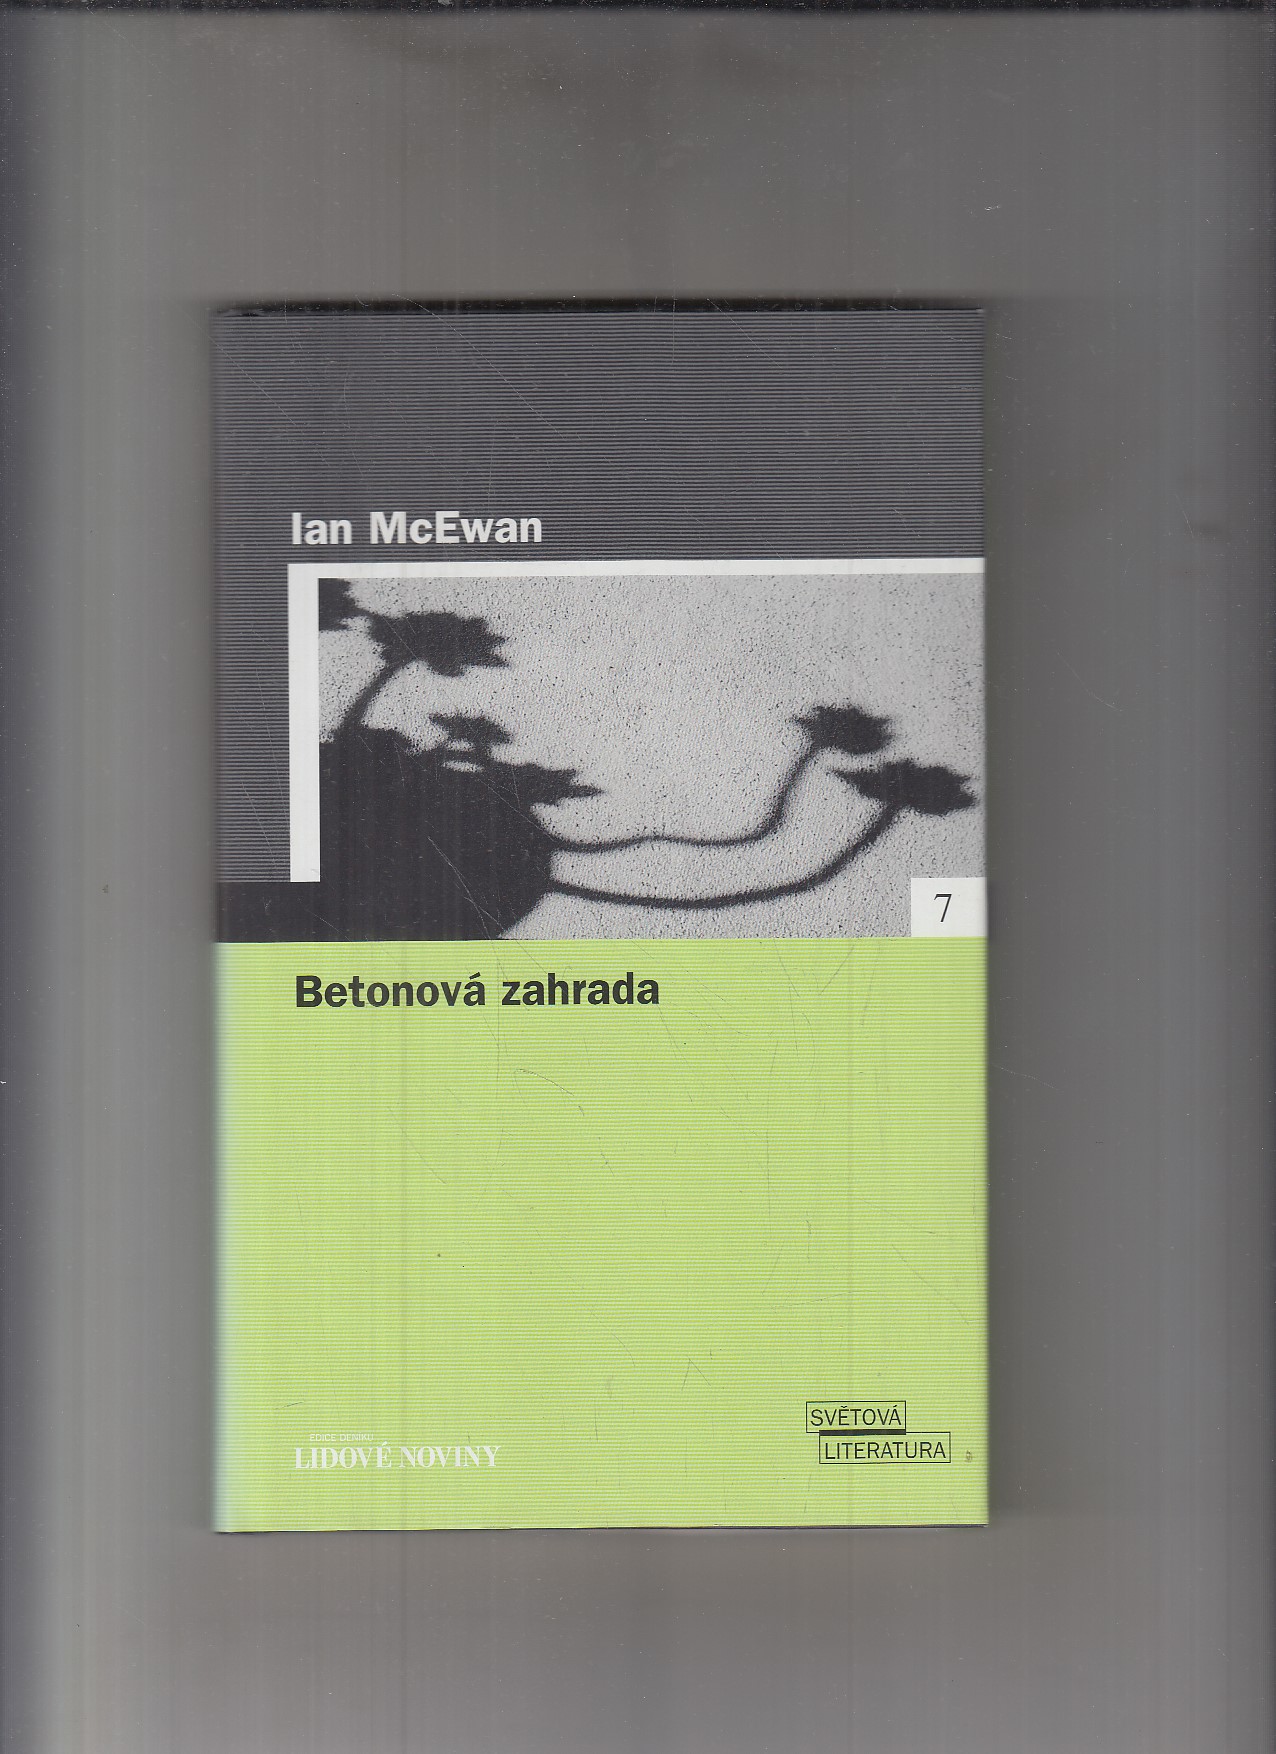 Ian McEwan
7
Betonová zahrada
EDICE DENÍKU
LIDOVÉ NOVINY
SVĚTOVÁ
LITERATURA